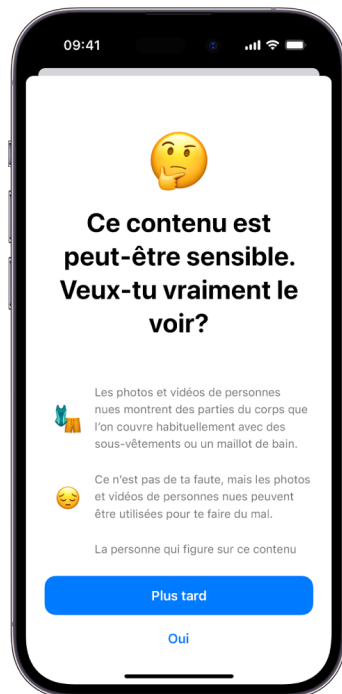 09:41
Ce contenu est
peut-être sensible.
Veux-tu vraiment le
voir?
Les photos et vidéos de personnes
nues montrent des parties du corps que
l'on couvre habituellement avec des
sous-vêtements ou un maillot de bain.
Ce n'est pas de ta faute, mais les photos
et vidéos de personnes nues peuvent
être utilisées pour te faire du mal.
La personne qui figure sur ce contenu
Plus tard
Oui